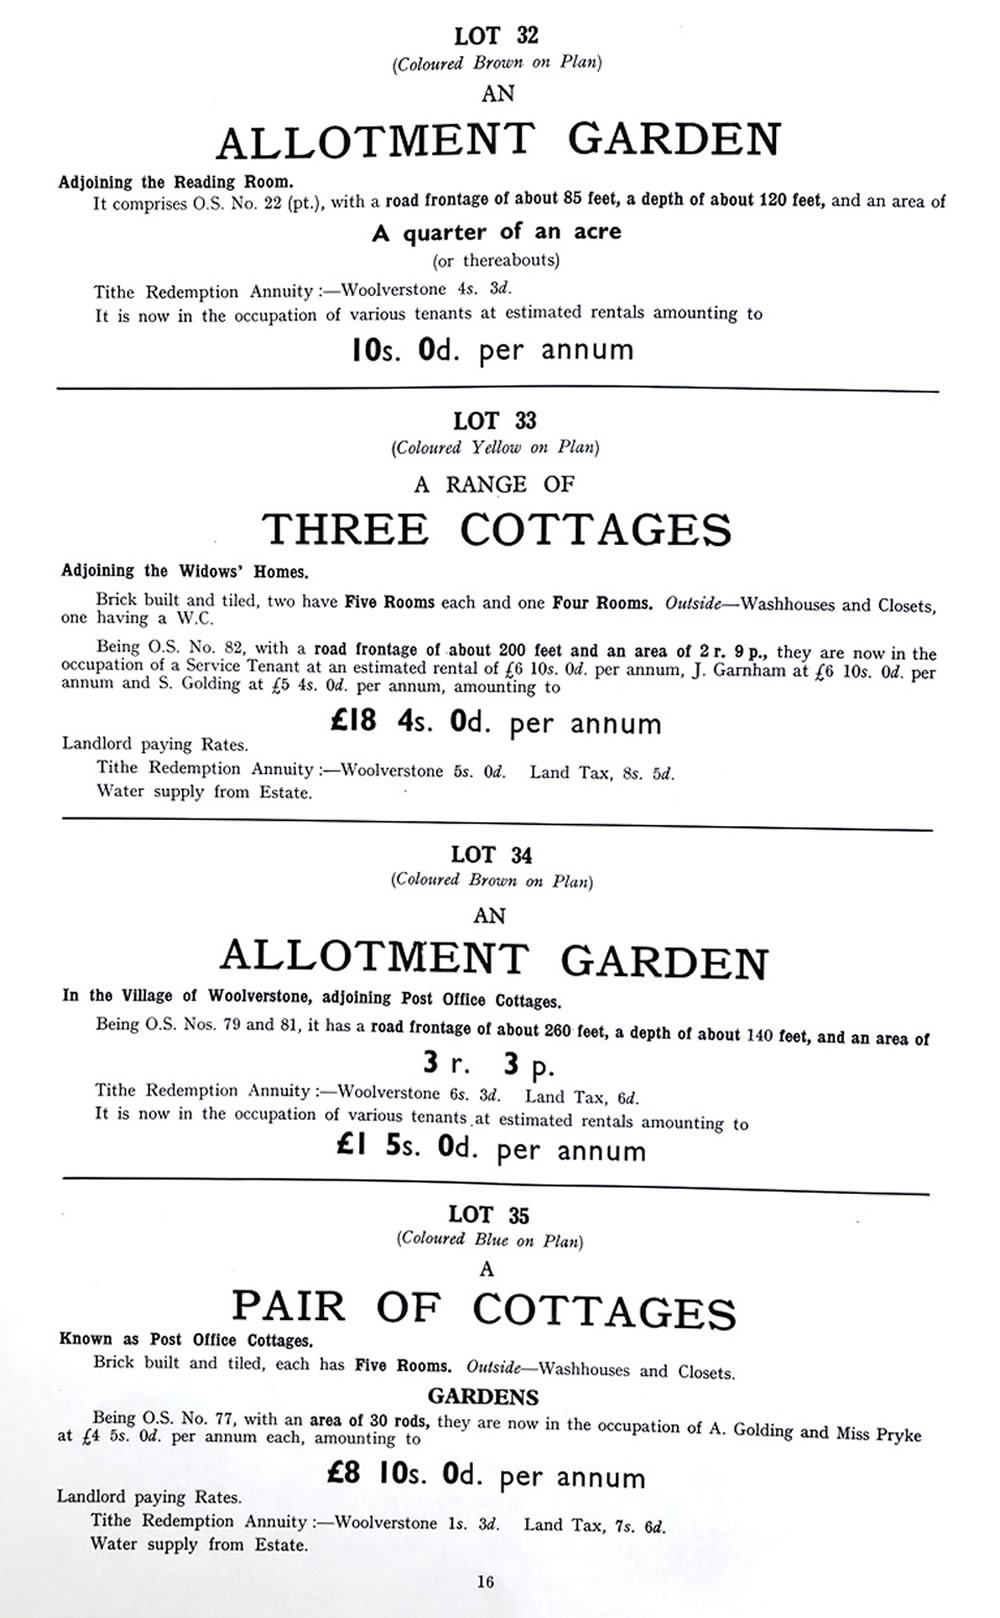 LOT 32
(Coloured Brown on Plan)
AN
ALLOTMENT GARDEN
Adjoining the Reading Room.
It comprises O.S. No. 22 (pt.), with a road frontage of about 85 feet, a depth of about 120 feet, and an area of
A quarter of an acre
(or thereabouts)
Tithe Redemption Annuity :—Woolverstone 4s. 3d.
It is now in the occupation of various tenants at estimated rentals amounting to
10s. 0d. per annum
LOT 33
(Coloured Yellow on Plan)
A RANGE OF
THREE COTTAGES
Adjoining the Widows' Homes.
Brick built and tiled, two have Five Rooms each and one Four Rooms. Outside—Washhouses and Closets,
one having a W.C.
Being O.S. No. 82, with a road frontage of about 200 feet and an area of 2 r. 9 p., they are now in the
occupation of a Service Tenant at an estimated rental of £6 10s. 0d. per annum, J. Garnham at £6 10s. 0d. per
annum and S. Golding at £5 4s. 0d. per annum, amounting to
£18 4s. 0d. per annum
Landlord paying Rates.
Tithe Redemption Annuity :—Woolverstone 5s. 0d. Land Tax, 8s. 5d.
Water supply from Estate.
LOT 34
(Coloured Brown on Plan)
AN
ALLOTMENT GARDEN
In the Village of Woolverstone, adjoining Post Office Cottages.
Being O.S. Nos. 79 and 81, it has a road frontage of about 260 feet, a depth of about 140 feet, and an area of
3 r. 3 p.
Tithe Redemption Annuity :—Woolverstone 6s. 3d. Land Tax, 6d.
It is now in the occupation of various tenants at estimated rentals amounting to
£1 5s. 0d. per annum
LOT 35
(Coloured Blue on Plan)
A
PAIR OF COTTAGES
Known as Post Office Cottages.
Brick built and tiled, each has Five Rooms. Outside—Washhouses and Closets.
GARDENS
Being O.S. No. 77, with an area of 30 rods, they are now in the occupation of A. Golding and Miss Pryke
at £4 5s. 0d. per annum each, amounting to
£8 10s. 0d. per annum
Landlord paying Rates.
Tithe Redemption Annuity :—Woolverstone 1s. 3d. Land Tax, 7s. 6d.
Water supply from Estate.
16